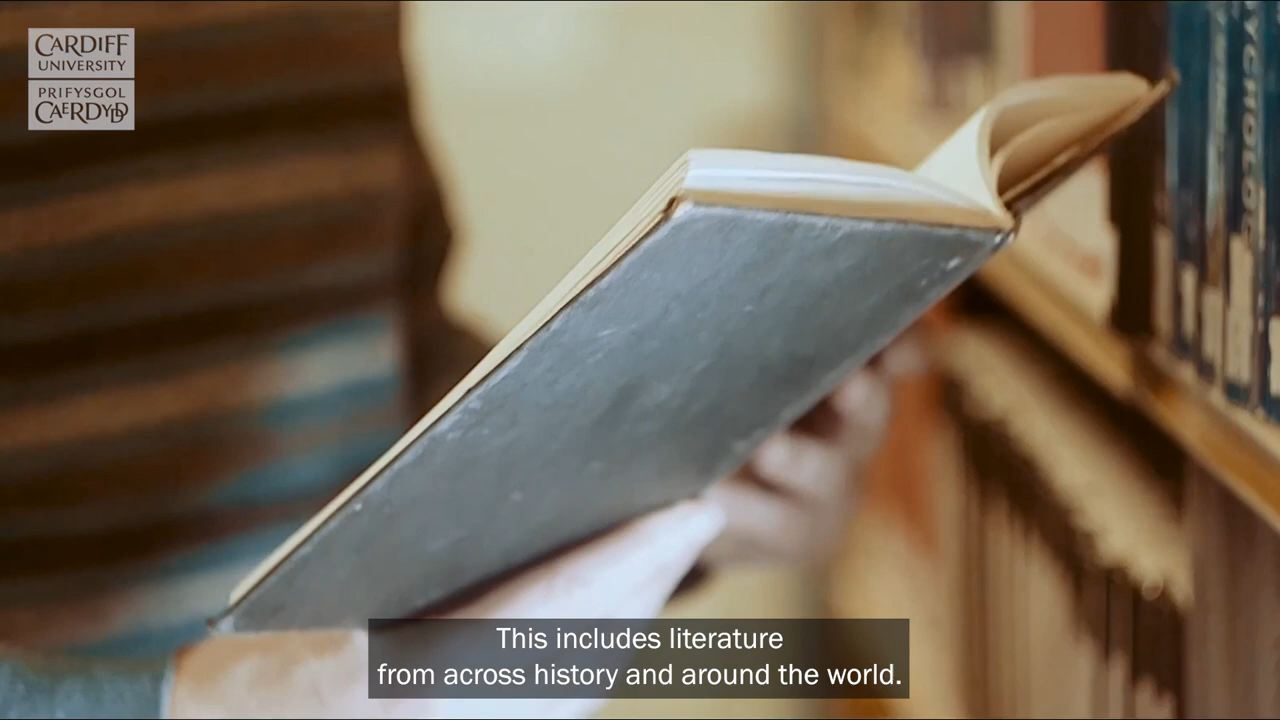 CARDIFF
UNIVERSITY
PRIFYSGOL
CAERDYDD
This includes literature
from across history and around the world.